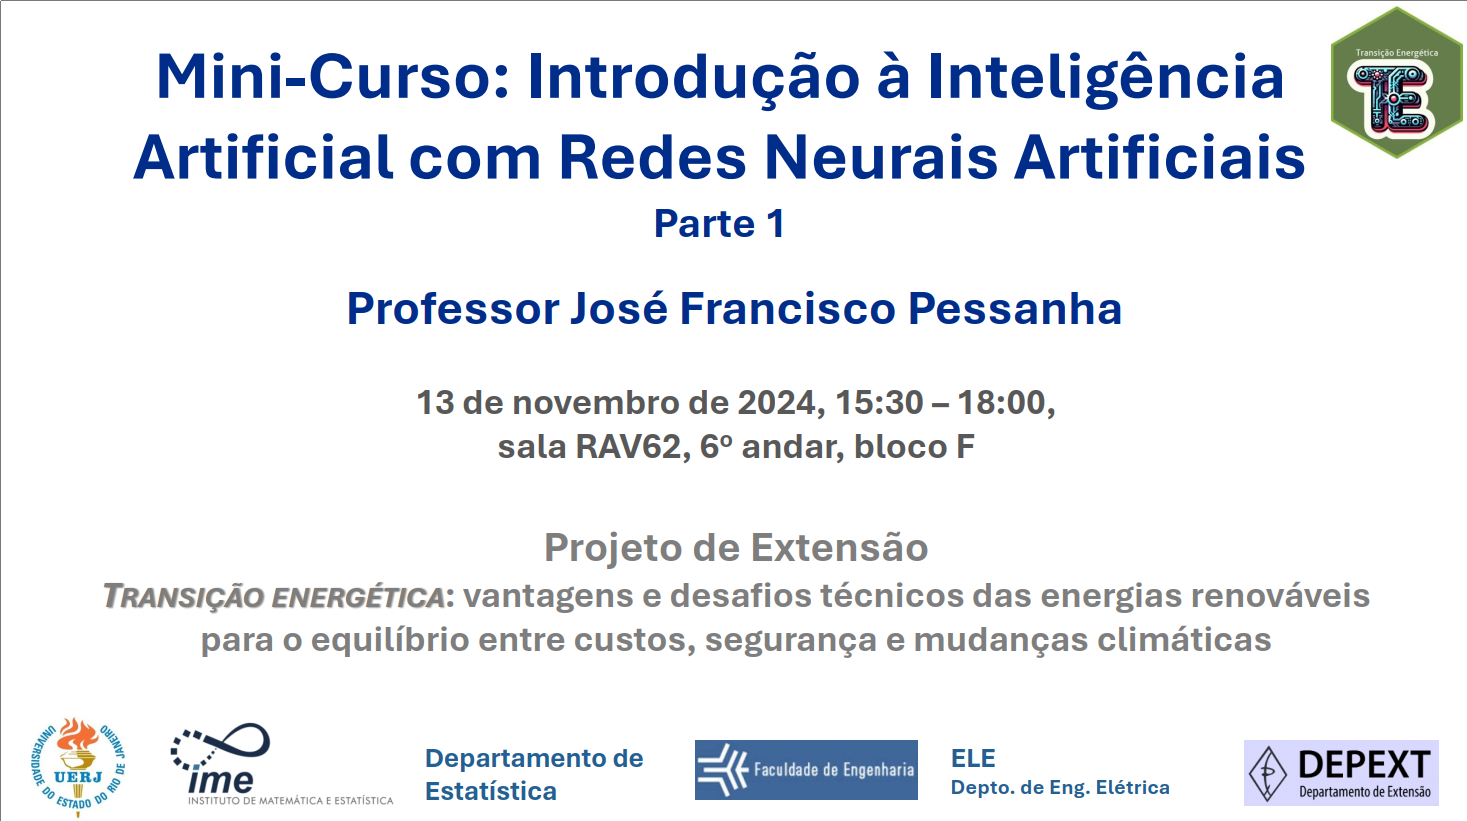 Transição Energética
TE
Mini-Curso: Introdução à Inteligência
Artificial com Redes Neurais Artificiais
Parte 1
Professor José Francisco Pessanha
13 de novembro de 2024, 15:30 – 18:00,
sala RAV62, 6º andar, bloco F
Projeto de Extensão
TRANSIÇÃO ENERGÉTICA: vantagens e desafios técnicos das energias renováveis
para o equilíbrio entre custos, segurança e mudanças climáticas
UNIVERSIDADE DO ESTADO DO RIO DE JANEIRO
UERJ
ime
INSTITUTO DE MATEMÁTICA E ESTATÍSTICA
Departamento de
Estatística
Faculdade de Engenharia
ELE
Depto. de Eng. Elétrica
DEPEXT
Departamento de Extensão